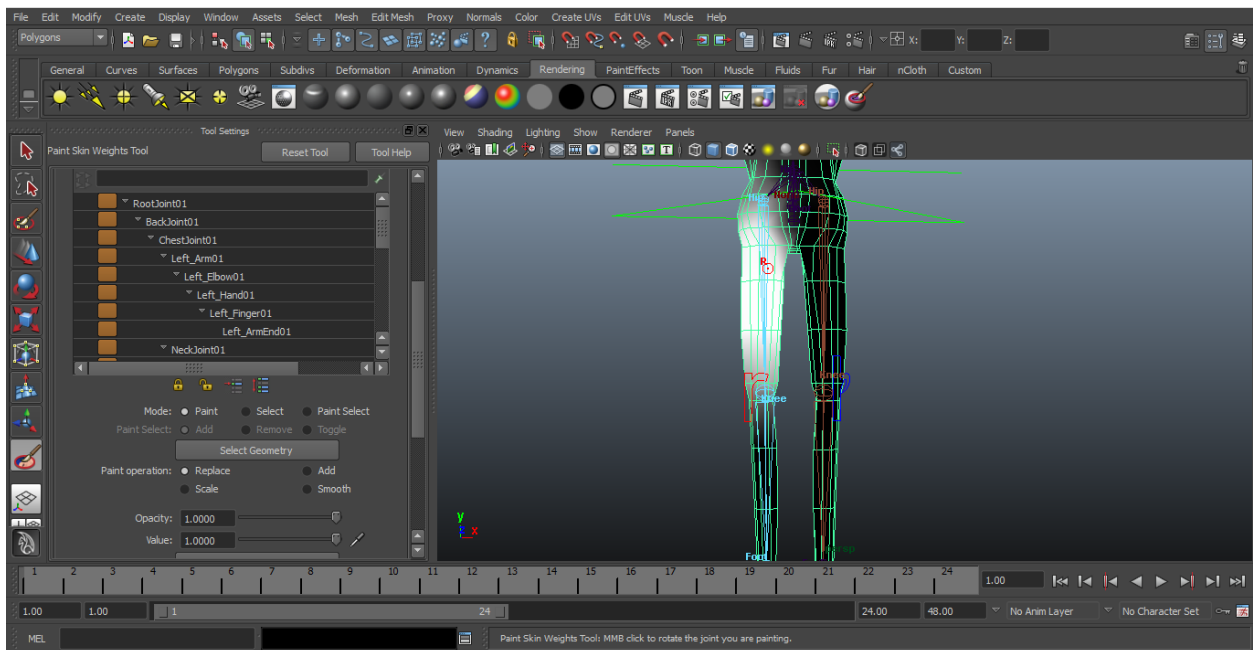 File Edit Modify Create Display Window Assets Select Mesh Edit Mesh Proxy Normals Color Create UVs Edit UVs Muscle Help
Polygons X: Y: Z:
General Curves Surfaces Polygons Subdivs Deformation Animation Dynamics Rendering PaintEffects Toon Muscle Fluids Fur Hair nCloth Custom
Tool Settings
View Shading Lighting Show Renderer Panels
Paint Skin Weights Tool Reset Tool Tool Help
RootJoint01
BackJoint01
ChestJoint01
Left_Arm01
Left_Elbow01
Left_Hand01
Left_Finger01
Left_ArmEnd01
NeckJoint01
Hip
R
Knee
Knee
Mode: Paint Select Paint Select
Paint Select: Add Remove Toggle
Select Geometry
Paint operation: Replace Add
Scale Smooth
Opacity: 1.0000
Value: 1.0000
y
x
persp
1 2 3 4 5 6 7 8 9 10 11 12 13 14 15 16 17 18 19 20 21 22 23 24 1.00
1.00 1.00 1 24 24.00 48.00 No Anim Layer No Character Set
MEL Paint Skin Weights Tool: MMB click to rotate the joint you are painting.